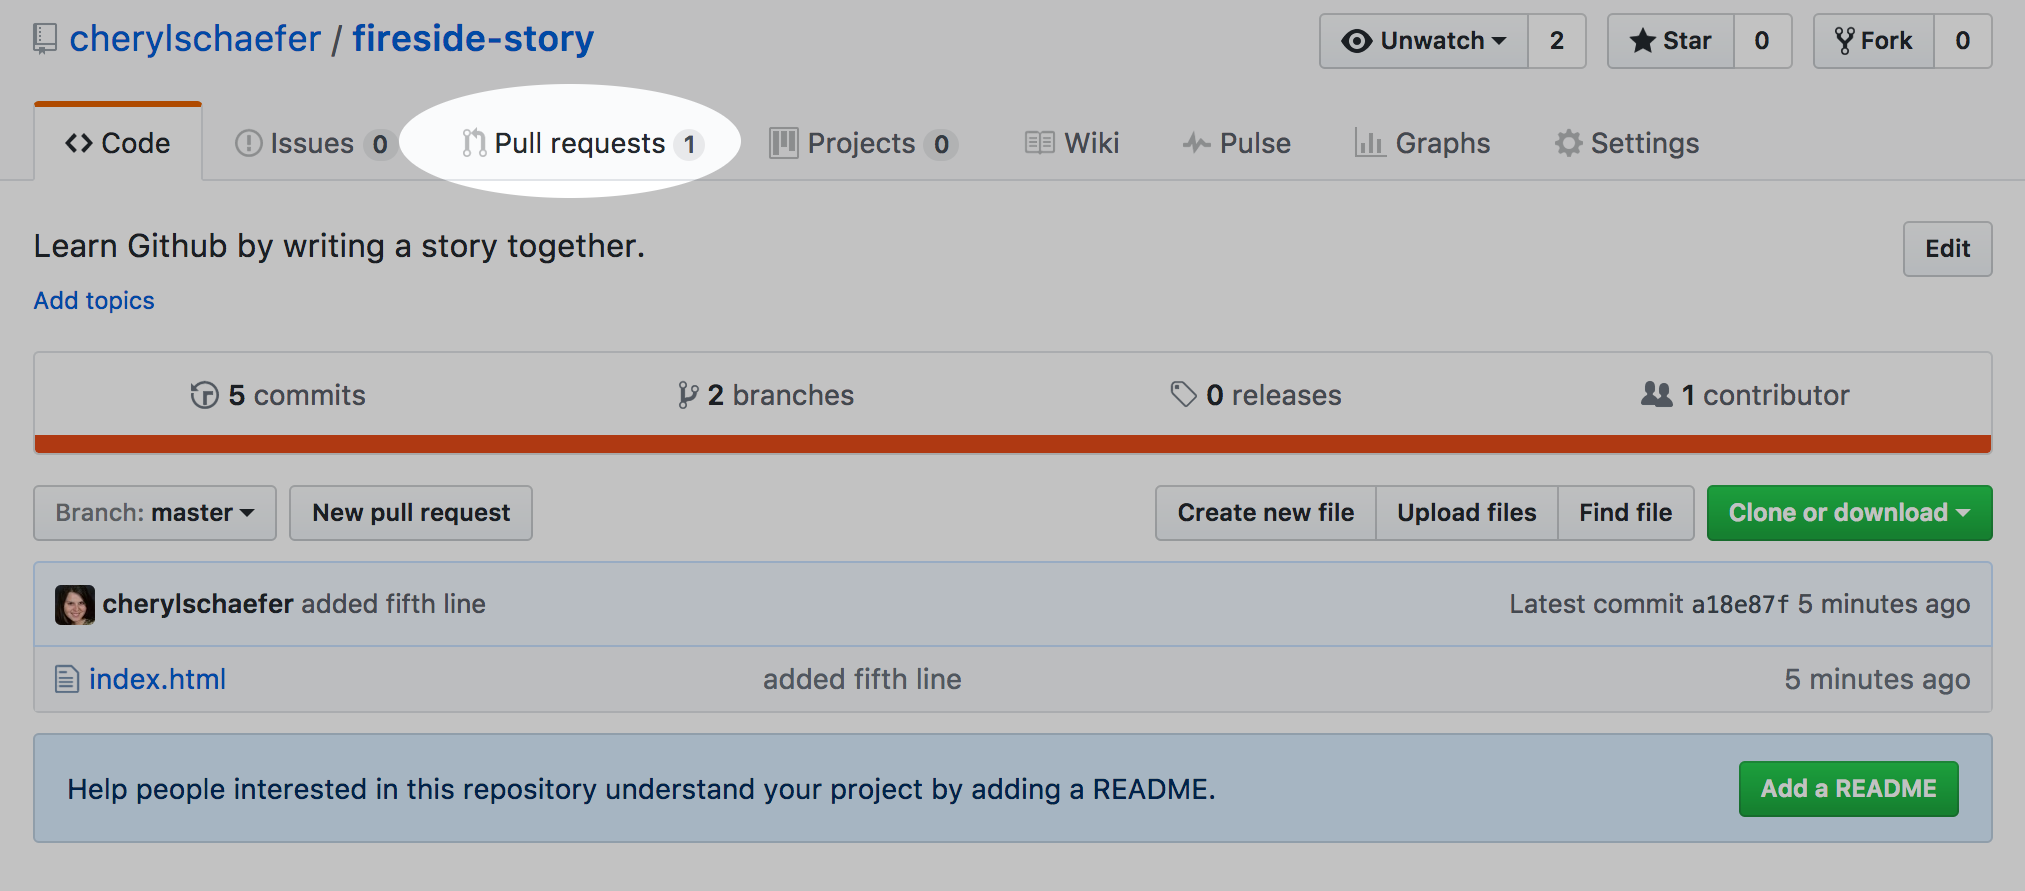 cherylschaefer / fireside-story
Unwatch 2 Star 0 Fork 0
Code Issues 0 Pull requests 1 Projects 0 Wiki Pulse Graphs Settings
Learn Github by writing a story together.
Edit
Add topics
5 commits 2 branches 0 releases 1 contributor
Branch: master New pull request Create new file Upload files Find file Clone or download
cherylschaefer added fifth line Latest commit a18e87f 5 minutes ago
index.html added fifth line 5 minutes ago
Help people interested in this repository understand your project by adding a README. Add a README